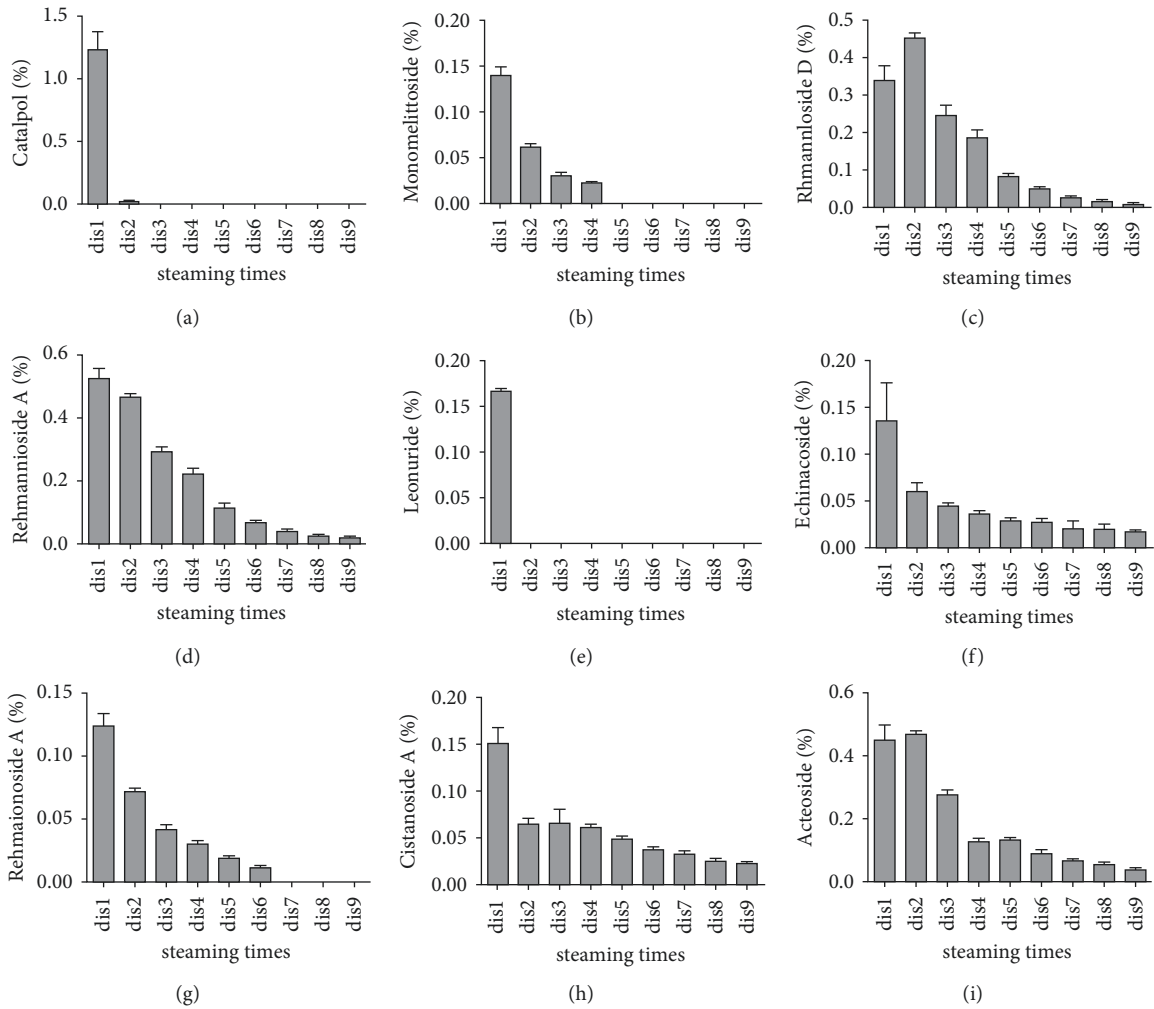 Catalpol (%)
1.5
1.0
0.5
0.0
dis1
dis2
dis3
dis4
dis5
dis6
dis7
dis8
dis9
steaming times
(a)
Monomelittoside (%)
0.20
0.15
0.10
0.05
0.00
dis1
dis2
dis3
dis4
dis5
dis6
dis7
dis8
dis9
steaming times
(b)
Rhmannloside D (%)
0.5
0.4
0.3
0.2
0.1
0.0
dis1
dis2
dis3
dis4
dis5
dis6
dis7
dis8
dis9
steaming times
(c)
Rehmannioside A (%)
0.6
0.4
0.2
0.0
dis1
dis2
dis3
dis4
dis5
dis6
dis7
dis8
dis9
steaming times
(d)
Leonuride (%)
0.20
0.15
0.10
0.05
0.00
dis1
dis2
dis3
dis4
dis5
dis6
dis7
dis8
dis9
steaming times
(e)
Echinacoside (%)
0.20
0.15
0.10
0.05
0.00
dis1
dis2
dis3
dis4
dis5
dis6
dis7
dis8
dis9
steaming times
(f)
Rehmaionoside A (%)
0.15
0.10
0.05
0.00
dis1
dis2
dis3
dis4
dis5
dis6
dis7
dis8
dis9
steaming times
(g)
Cistanoside A (%)
0.20
0.15
0.10
0.05
0.00
dis1
dis2
dis3
dis4
dis5
dis6
dis7
dis8
dis9
steaming times
(h)
Acteoside (%)
0.6
0.4
0.2
0.0
dis1
dis2
dis3
dis4
dis5
dis6
dis7
dis8
dis9
steaming times
(i)